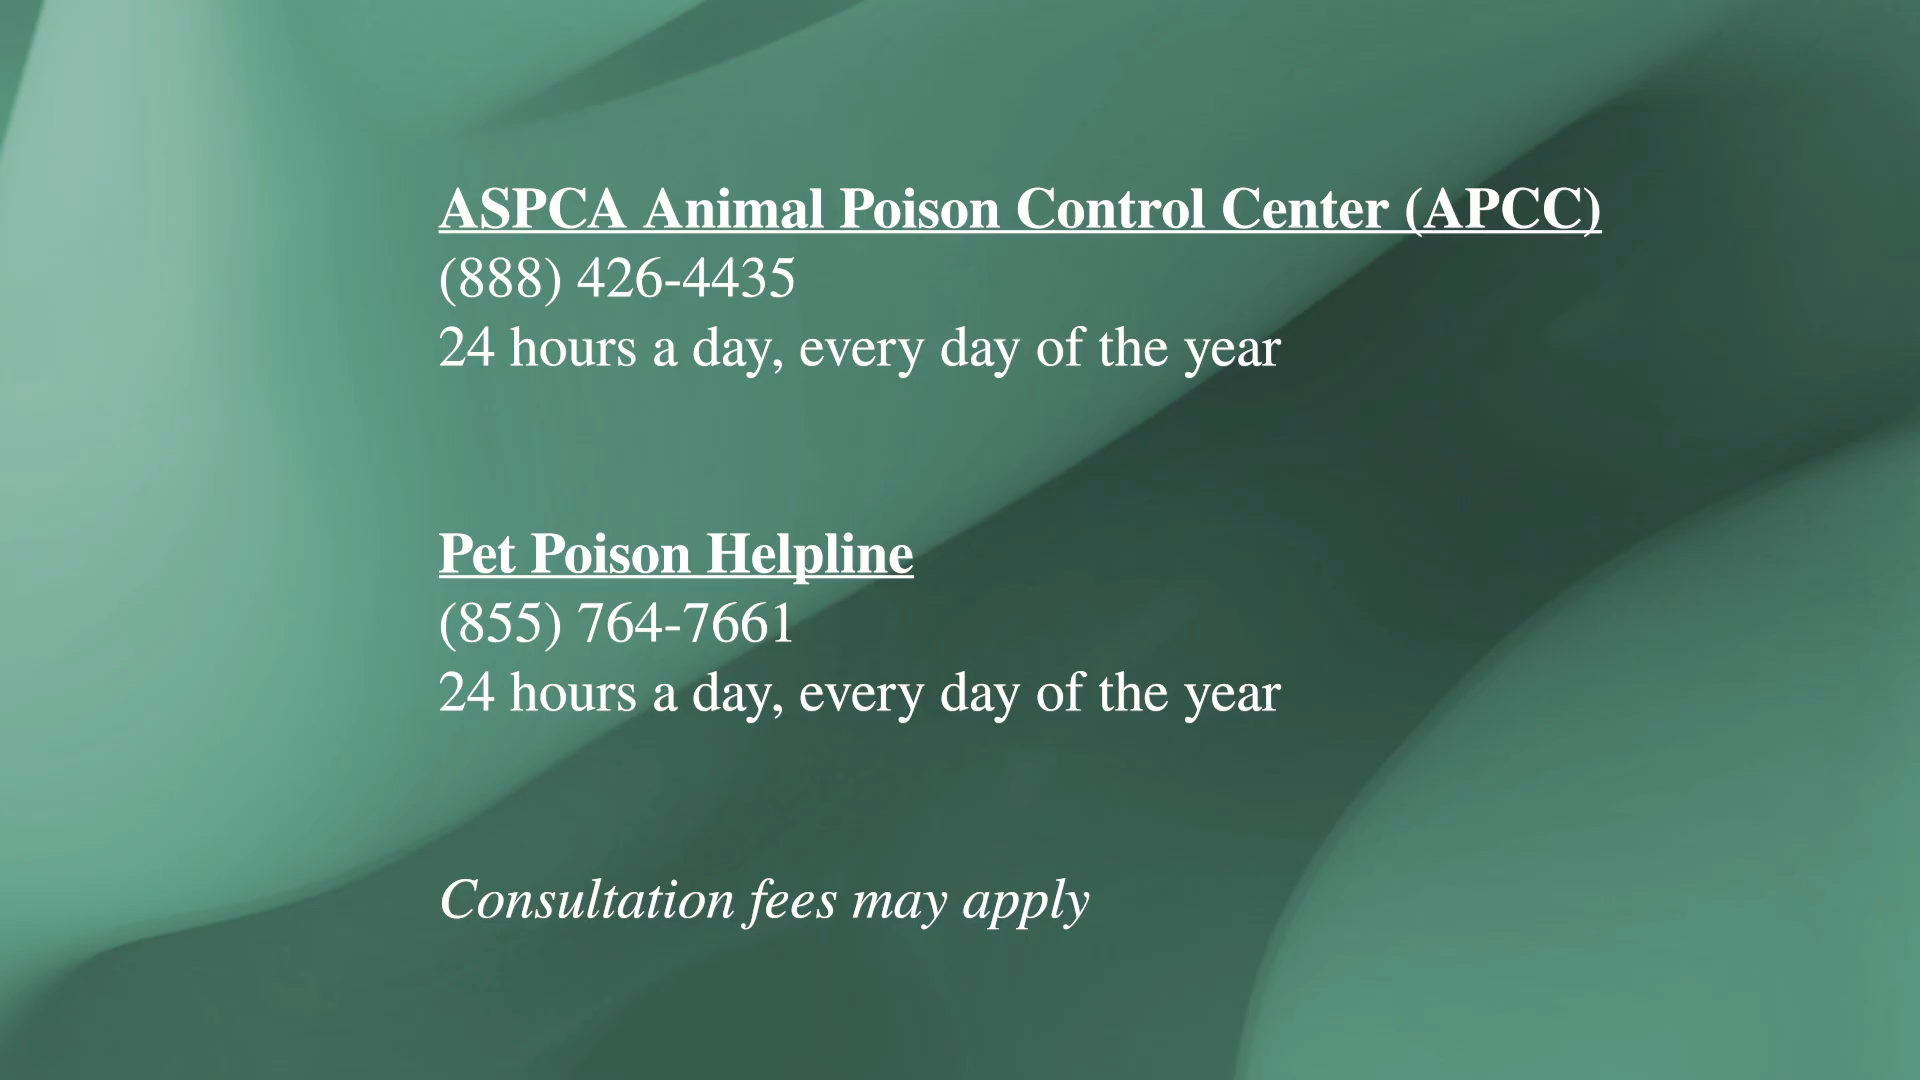 ASPCA Animal Poison Control Center (APCC)
(888) 426-4435
24 hours a day, every day of the year
Pet Poison Helpline
(855) 764-7661
24 hours a day, every day of the year
Consultation fees may apply